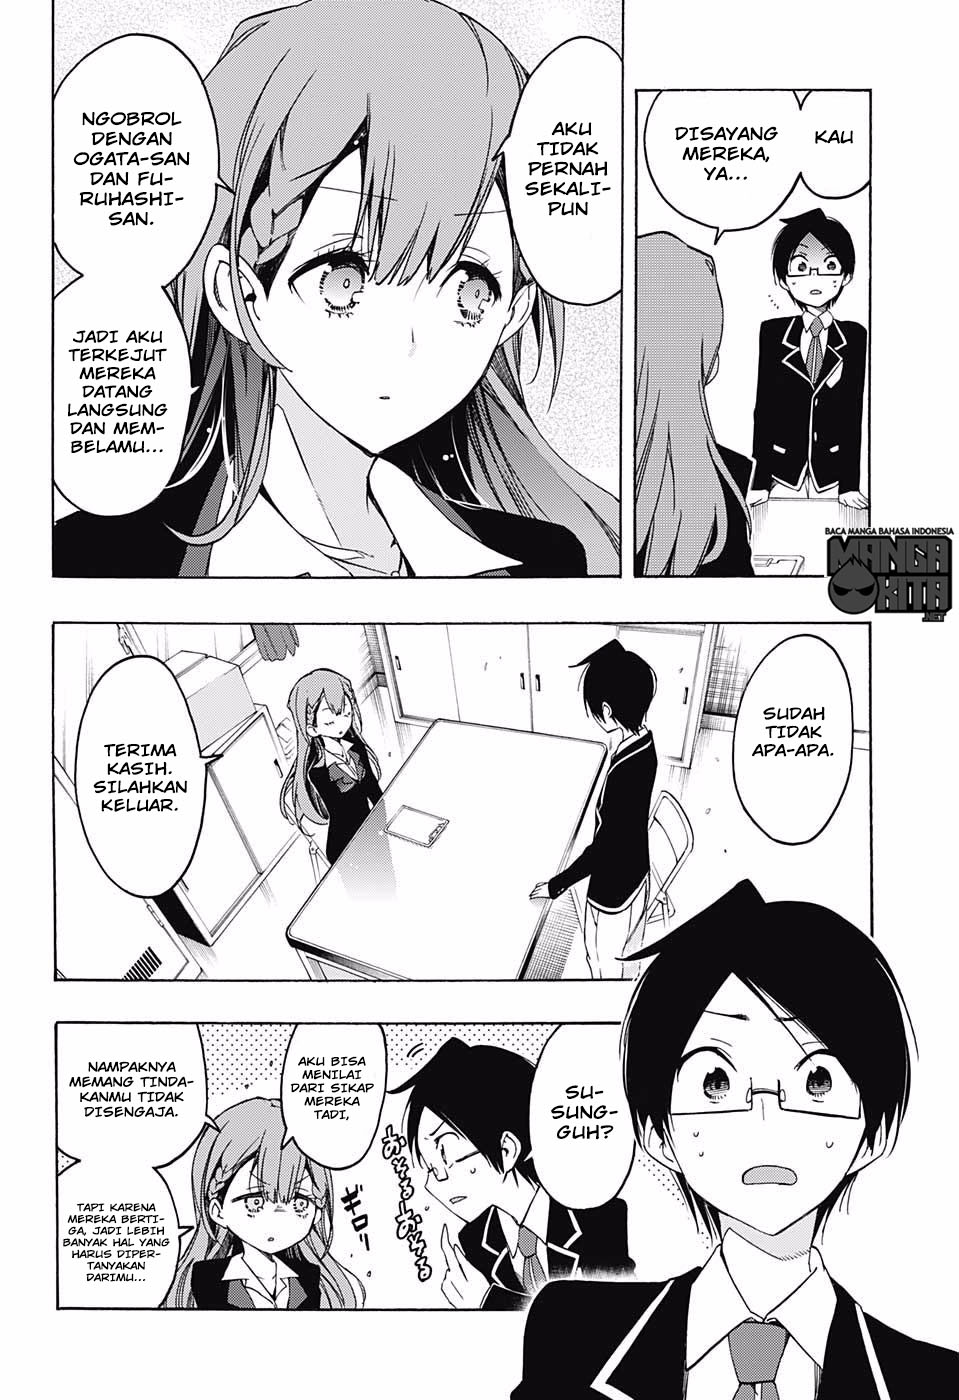 KAU
DISAYANG
MEREKA,
YA...
AKU
TIDAK
PERNAH
SEKALI-
PUN
NGOBROL
DENGAN
OGATA-SAN
DAN FU-
RUHASHI-
SAN.
JADI AKU
TERKEJUT
MEREKA
DATANG
LANGSUNG
DAN MEM-
BELAMU...
BACA MANGA BAHASA INDONESIA
MANGA
KITA
.NET
SUDAH
TIDAK
APA-APA.
TERIMA
KASIH.
SILAHKAN
KELUAR.
SU-
SUNG-
GUH?
おそる
おそる
AKU BISA
MENILAI
DARI SIKAP
MEREKA
TADI,
NAMPAKNYA
MEMANG TINDA-
KANMU TIDAK
DISENGAJA.
ギロ!
TAPI KARENA
MEREKA BERTI-
GA, JADI LEBIH
BANYAK HAL YANG
HARUS DIPER-
TANYAKAN
DARIMU...